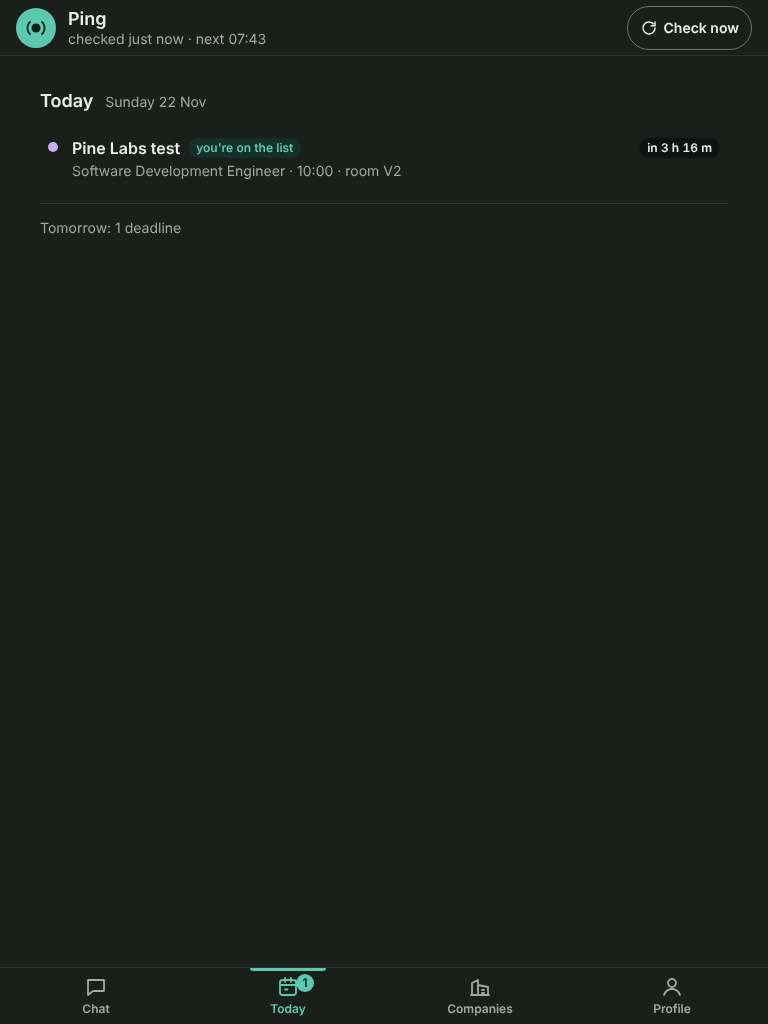 Ping
checked just now · next 07:43
Check now
Today Sunday 22 Nov
Pine Labs test you're on the list in 3 h 16 m
Software Development Engineer · 10:00 · room V2
Tomorrow: 1 deadline
Chat
1
Today
Companies
Profile